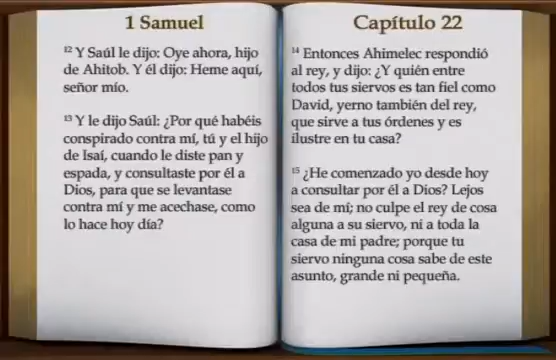 1 Samuel
¹² Y Saúl le dijo: Oye ahora, hijo
de Ahitob. Y él dijo: Heme aquí,
señor mío.
¹³ Y le dijo Saúl: ¿Por qué habéis
conspirado contra mí, tú y el hijo
de Isaí, cuando le diste pan y
espada, y consultaste por él a
Dios, para que se levantase
contra mí y me acechase, como
lo hace hoy día?
Capítulo 22
¹⁴ Entonces Ahimelec respondió
al rey, y dijo: ¿Y quién entre
todos tus siervos es tan fiel como
David, yerno también del rey,
que sirve a tus órdenes y es
ilustre en tu casa?
¹⁵ ¿He comenzado yo desde hoy
a consultar por él a Dios? Lejos
sea de mí; no culpe el rey de cosa
alguna a su siervo, ni a toda la
casa de mi padre; porque tu
siervo ninguna cosa sabe de este
asunto, grande ni pequeña.